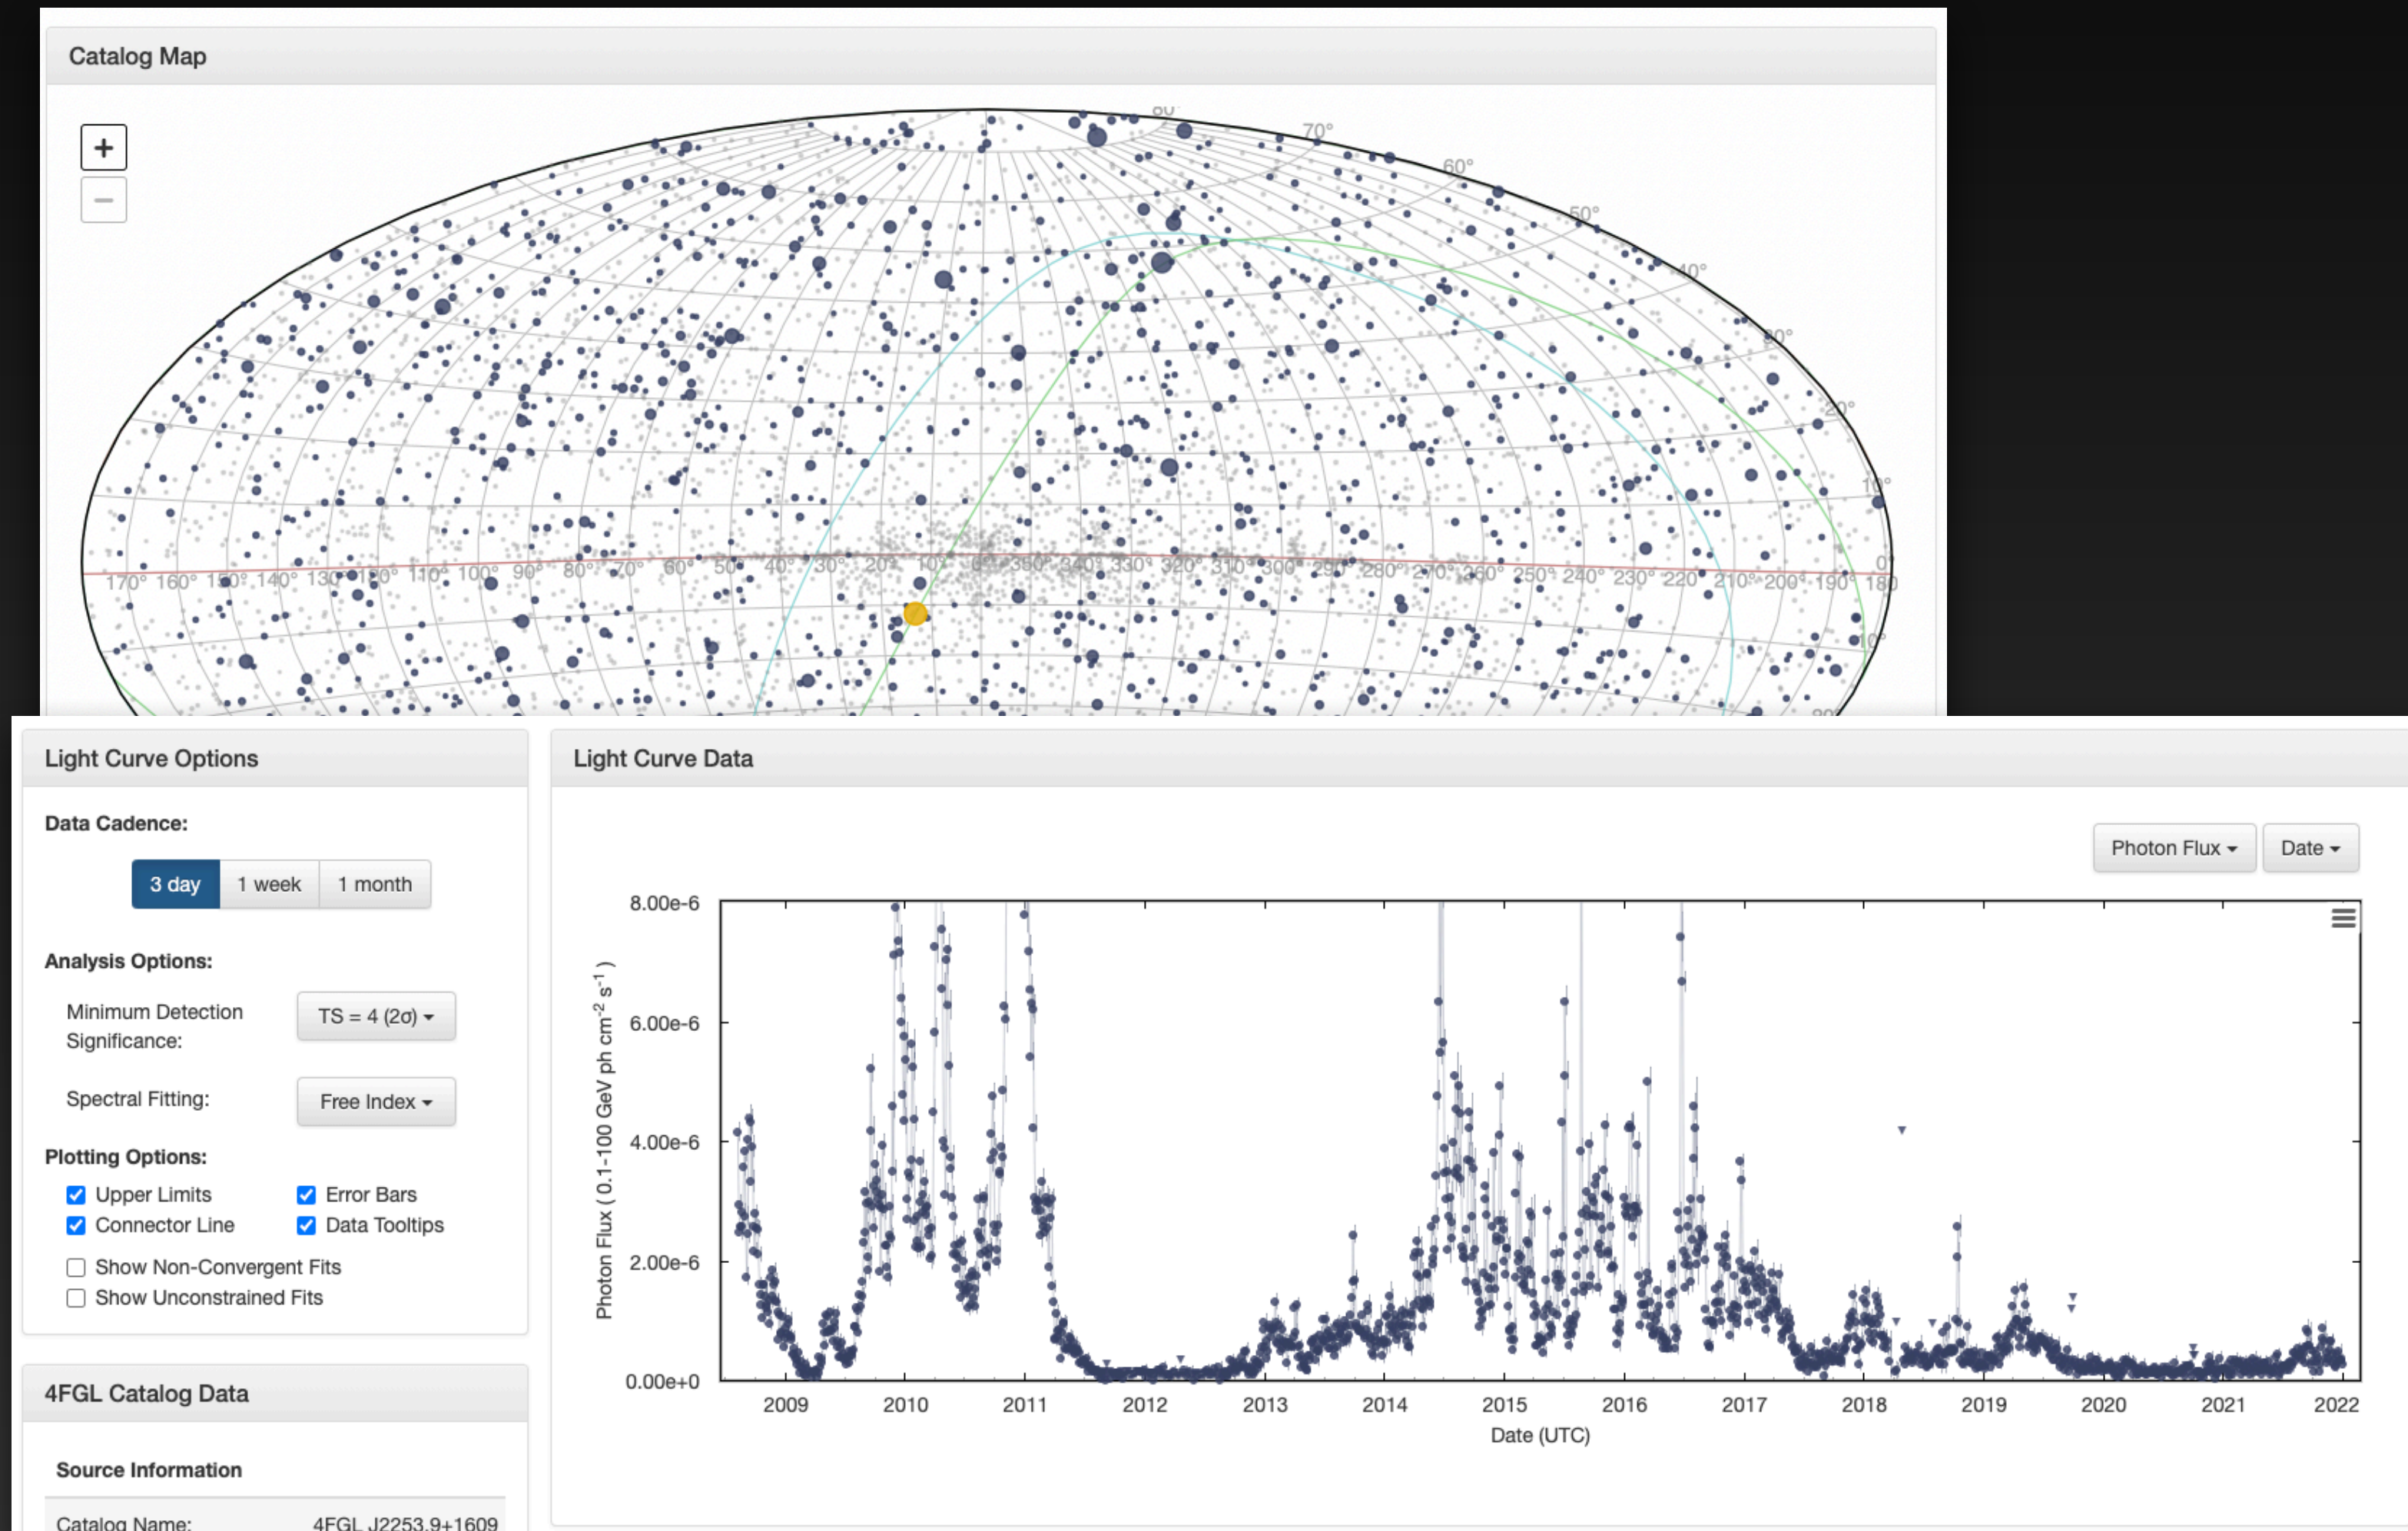 Catalog Map
+
−
80°
70°
60°
50°
40°
30°
20°
10°
0°
170° 160° 150° 140° 130° 120° 110° 100° 90° 80° 70° 60° 50° 40° 30° 20° 10° 0° 350° 340° 330° 320° 310° 300° 290° 280° 270° 260° 250° 240° 230° 220° 210° 200° 190° 180
10°
20°
Light Curve Options
Data Cadence:
3 day 1 week 1 month
Analysis Options:
Minimum Detection
Significance:
TS = 4 (2σ)
Spectral Fitting:
Free Index
Plotting Options:
Upper Limits Error Bars
Connector Line Data Tooltips
Show Non-Convergent Fits
Show Unconstrained Fits
4FGL Catalog Data
Source Information
Catalog Name: 4FGL J2253.9+1609
Light Curve Data
Photon Flux Date
Photon Flux ( 0.1-100 GeV ph cm⁻² s⁻¹ )
8.00e-6
6.00e-6
4.00e-6
2.00e-6
0.00e+0
2009 2010 2011 2012 2013 2014 2015 2016 2017 2018 2019 2020 2021 2022
Date (UTC)